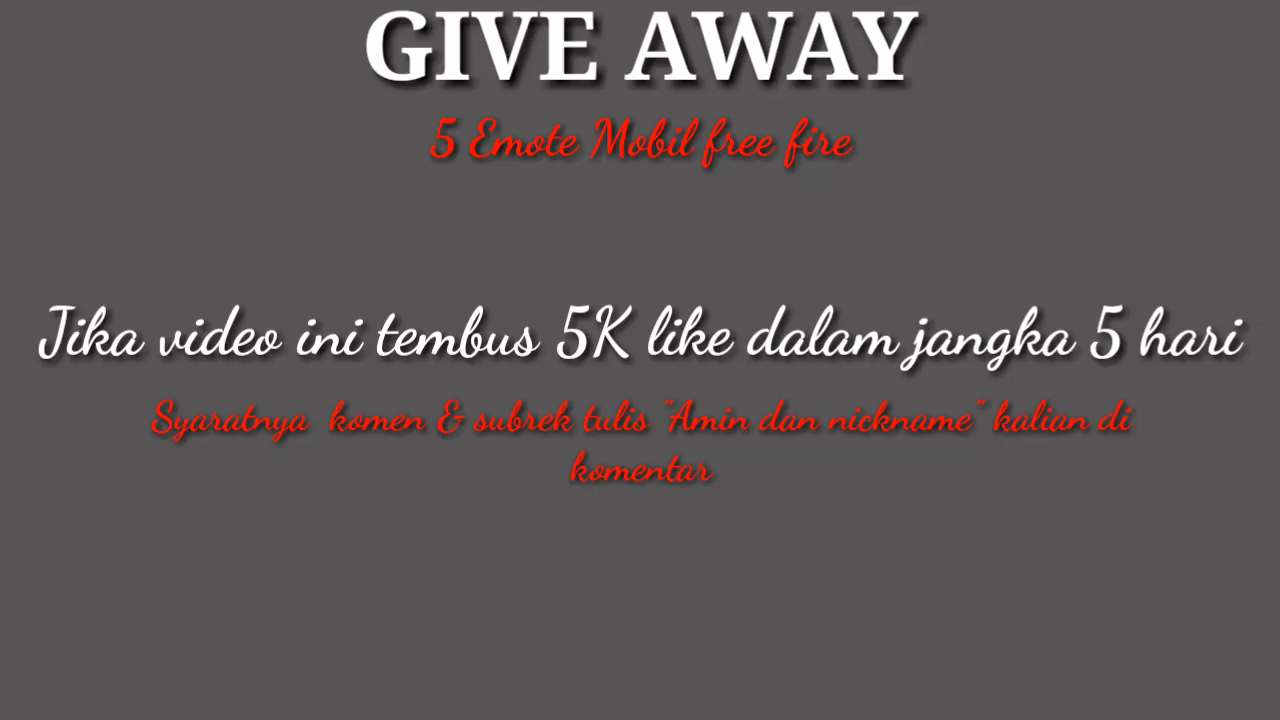 GIVE AWAY
5 Emote Mobil free fire
Jika video ini tembus 5K like dalam jangka 5 hari
Syaratnya komen & subrek tulis "Amin dan nickname" kalian di
komentar